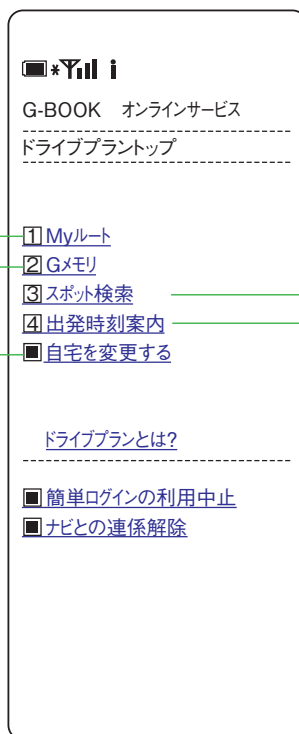 G-BOOK オンラインサービス
ドライブプラントップ
1 Myルート
2 Gメモリ
3 スポット検索
4 出発時刻案内
■ 自宅を変更する
ドライブプランとは?
■ 簡単ログインの利用中止
■ ナビとの連係解除